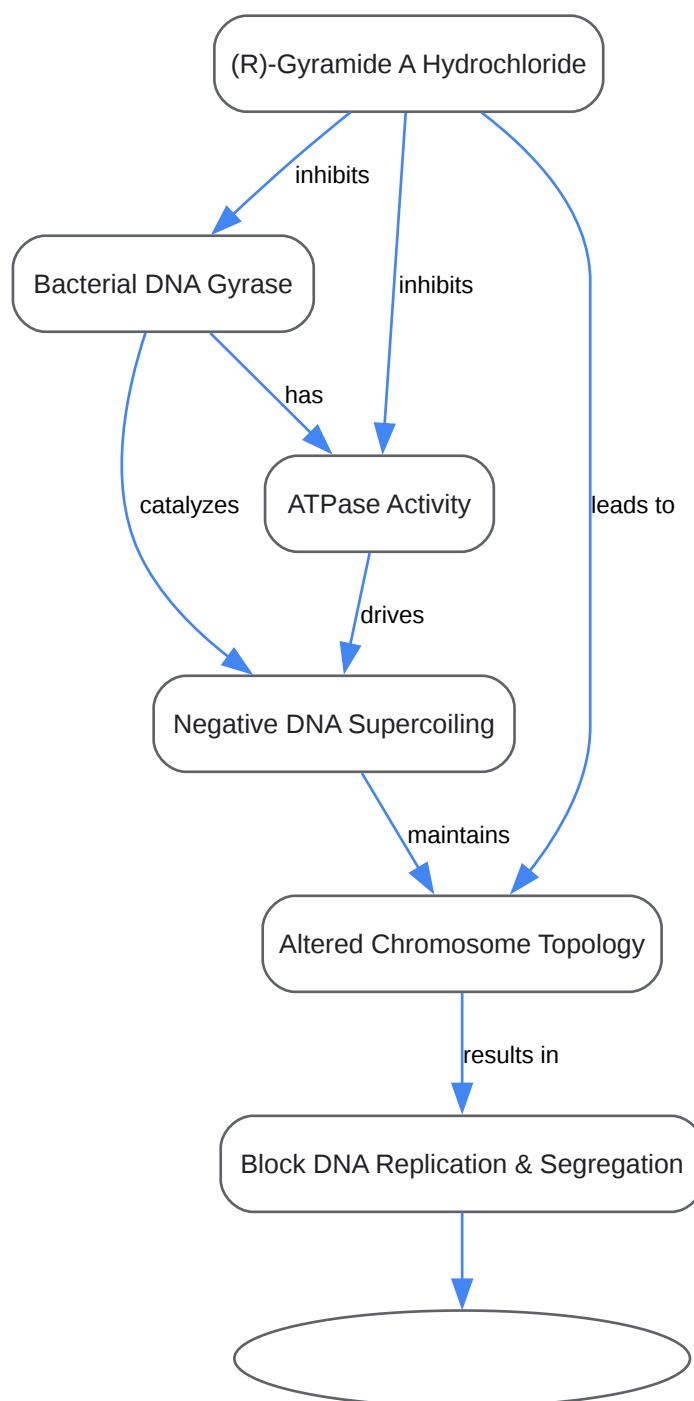 (R)-Gyramide A Hydrochloride
inhibits
Bacterial DNA Gyrase
inhibits
has
catalyzes
ATPase Activity
leads to
drives
Negative DNA Supercoiling
maintains
Altered Chromosome Topology
results in
Block DNA Replication & Segregation